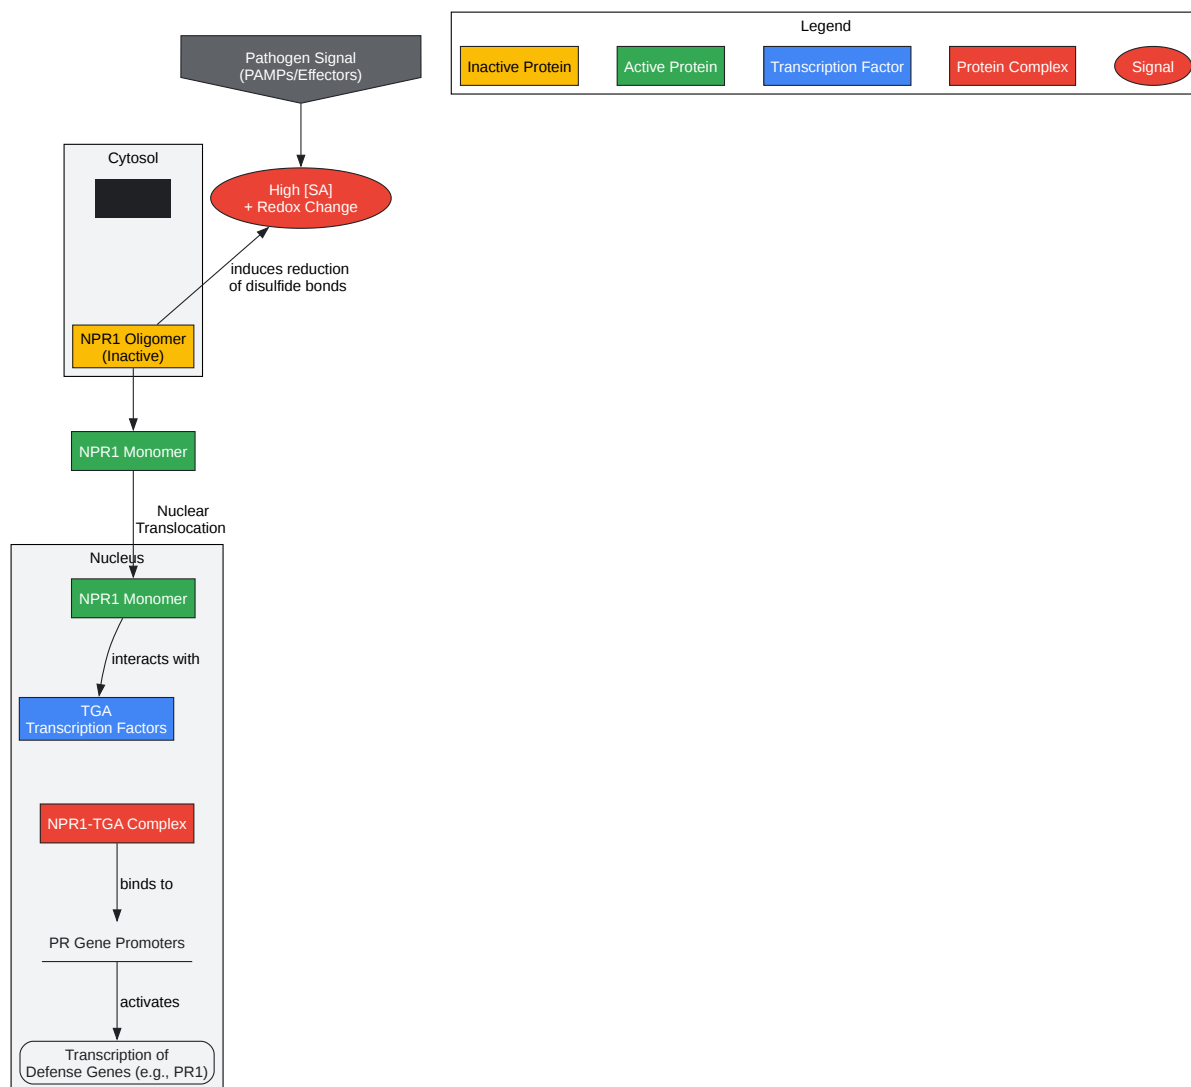 Legend
Inactive Protein
Active Protein
Transcription Factor
Protein Complex
Signal
Pathogen Signal
(PAMPs/Effectors)
Cytosol
High [SA]
+ Redox Change
induces reduction
of disulfide bonds
NPR1 Oligomer
(Inactive)
NPR1 Monomer
Nuclear
Translocation
Nucleus
NPR1 Monomer
interacts with
TGA
Transcription Factors
NPR1-TGA Complex
binds to
PR Gene Promoters
activates
Transcription of
Defense Genes (e.g., PR1)